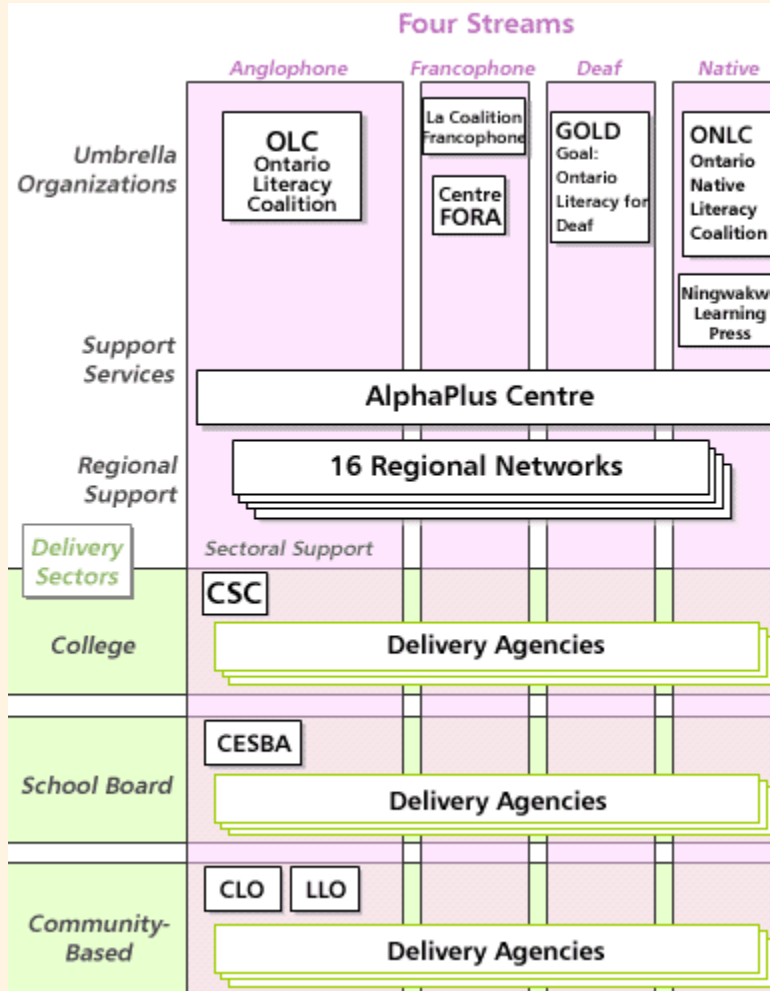 Four Streams
Anglophone
Francophone
Deaf
Native
Umbrella
Organizations
OLC
Ontario
Literacy
Coalition
La Coalition
Francophone
Centre
FORA
GOLD
Goal:
Ontario
Literacy for
Deaf
ONLC
Ontario
Native
Literacy
Coalition
Ningwakw
Learning
Press
Support
Services
AlphaPlus Centre
Regional
Support
16 Regional Networks
Delivery
Sectors
Sectoral Support
College
CSC
Delivery Agencies
School Board
CESBA
Delivery Agencies
Community-
Based
CLO
LLO
Delivery Agencies